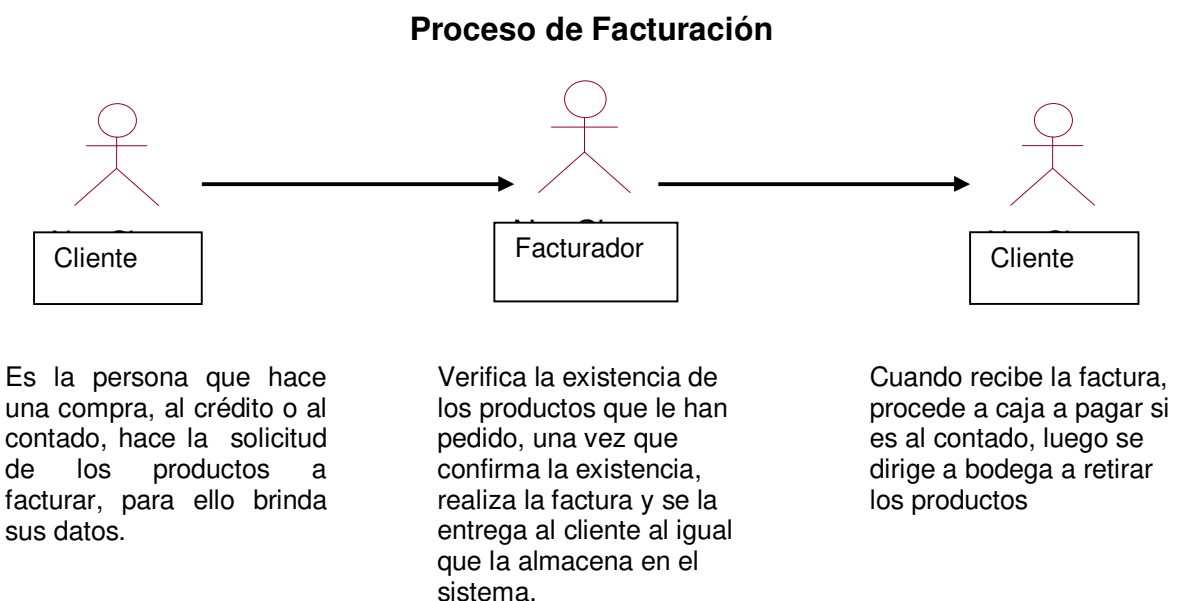 Proceso de Facturación
Cliente
Facturador
Cliente
Es la persona que hace
una compra, al crédito o al
contado, hace la solicitud
de los productos a
facturar, para ello brinda
sus datos.
Verifica la existencia de
los productos que le han
pedido, una vez que
confirma la existencia,
realiza la factura y se la
entrega al cliente al igual
que la almacena en el
sistema.
Cuando recibe la factura,
procede a caja a pagar si
es al contado, luego se
dirige a bodega a retirar
los productos